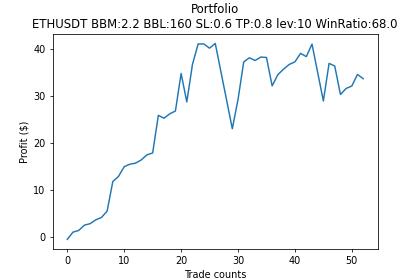 Portfolio
ETHUSDT BBM:2.2 BBL:160 SL:0.6 TP:0.8 lev:10 WinRatio:68.0
40
30
20
10
0
Profit ($)
0 10 20 30 40 50
Trade counts